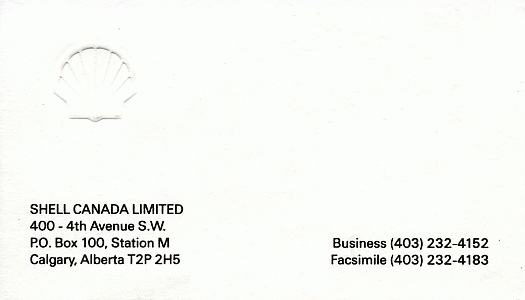 SHELL CANADA LIMITED
400 - 4th Avenue S.W.
P.O. Box 100, Station M
Calgary, Alberta T2P 2H5
Business (403) 232-4152
Facsimile (403) 232-4183